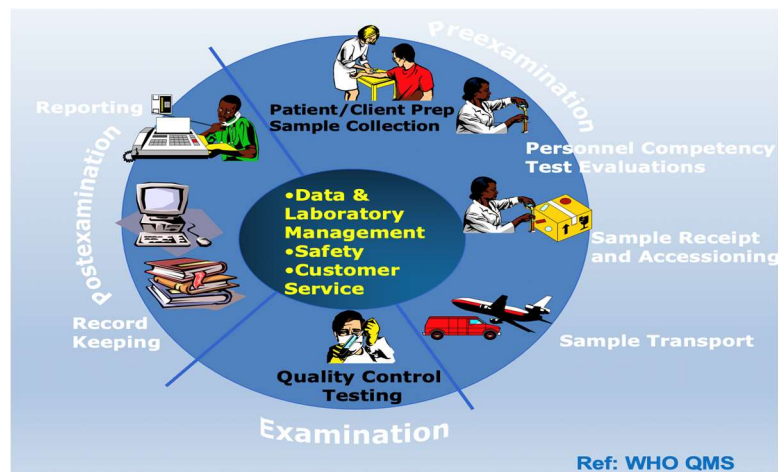 Preexamination
Patient/Client Prep
Sample Collection
Personnel Competency
Test Evaluations
Sample Receipt
and Accessioning
Sample Transport
•Data &
Laboratory
Management
•Safety
•Customer
Service
Quality Control
Testing
Examination
Reporting
Postexamination
Record
Keeping
Ref: WHO QMS